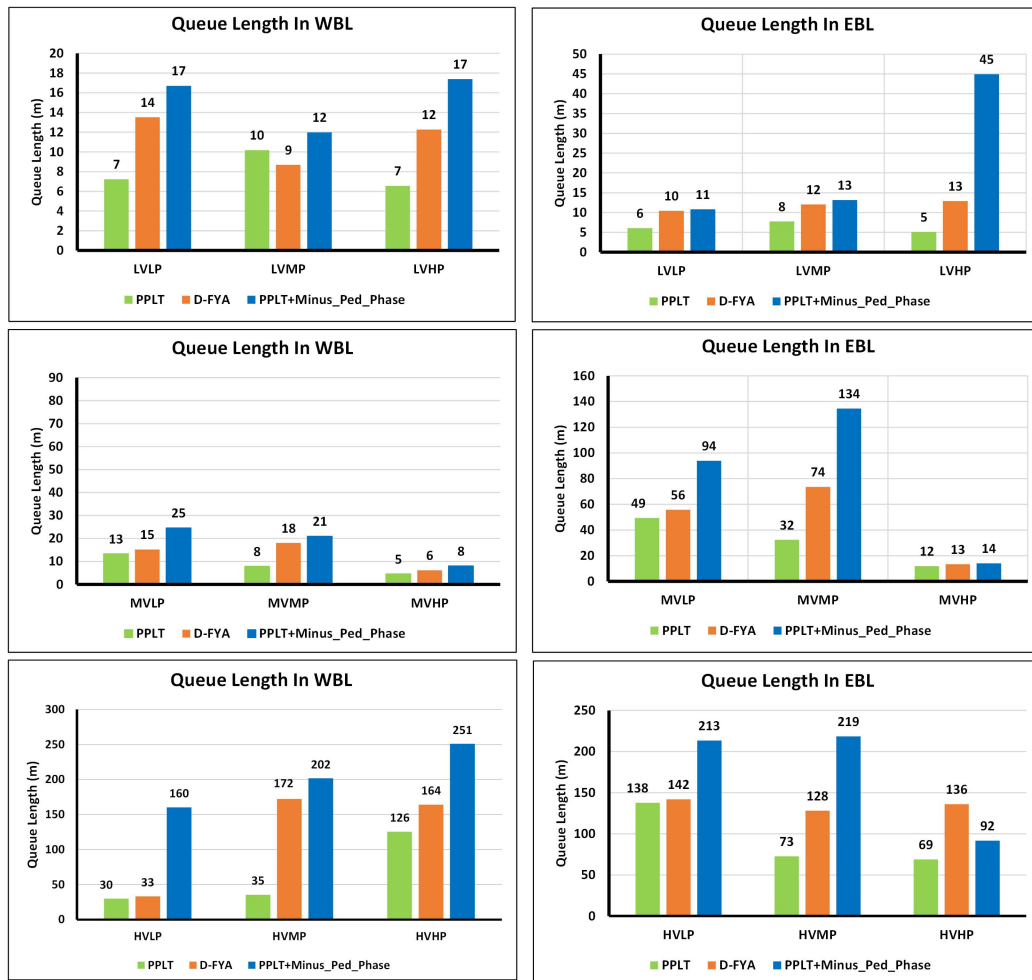 Queue Length In WBL
Queue Length (m)
20
18
16
14
12
10
8
6
4
2
0
7 14 17
10 9 12
7 12 17
LVLP LVMP LVHP
PPLT D-FYA PPLT+Minus_Ped_Phase
Queue Length In EBL
Queue Length (m)
50
45
40
35
30
25
20
15
10
5
0
6 10 11
8 12 13
5 13 45
LVLP LVMP LVHP
PPLT D-FYA PPLT+Minus_Ped_Phase
Queue Length In WBL
Queue Length (m)
90
80
70
60
50
40
30
20
10
0
13 15 25
8 18 21
5 6 8
MVLP MVMP MVHP
PPLT D-FYA PPLT+Minus_Ped_Phase
Queue Length In EBL
Queue Length (m)
160
140
120
100
80
60
40
20
0
49 56 94
32 74 134
12 13 14
MVLP MVMP MVHP
PPLT D-FYA PPLT+Minus_Ped_Phase
Queue Length In WBL
Queue Length (m)
300
250
200
150
100
50
0
30 33 160
35 172 202
126 164 251
HVLP HVMP HVHP
PPLT D-FYA PPLT+Minus_Ped_Phase
Queue Length In EBL
Queue Length (m)
250
200
150
100
50
0
138 142 213
73 128 219
69 136 92
HVLP HVMP HVHP
PPLT D-FYA PPLT+Minus_Ped_Phase